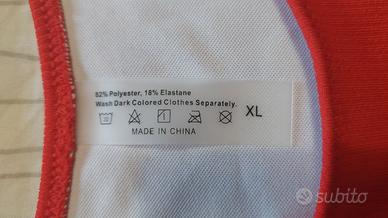 82% Polyester, 18% Elastane
Wash Dark Colored Clothes Separately.
XL
MADE IN CHINA
subito